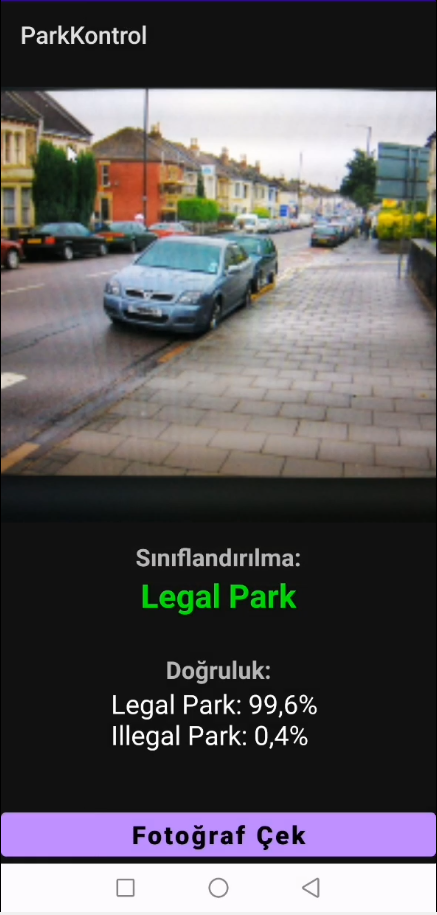 ParkKontrol
Sınıflandırılma:
Legal Park
Doğruluk:
Legal Park: 99,6%
Illegal Park: 0,4%
Fotoğraf Çek